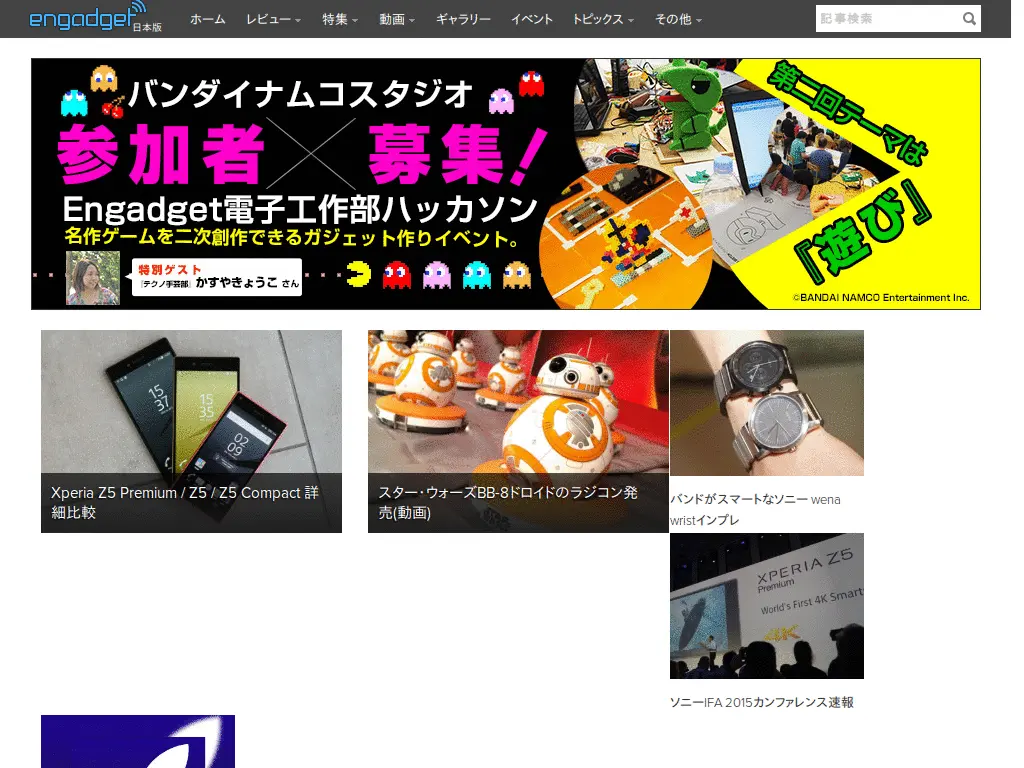 engadget 日本版
ホーム レビュー 特集 動画 ギャラリー イベント トピックス その他
記事検索
バンダイナムコスタジオ
参加者 募集!
Engadget電子工作部ハッカソン
名作ゲームを二次創作できるガジェット作りイベント。
特別ゲスト
「テクノ手芸部」かすやきょうこ さん
第二回テーマは
『遊び』
©BANDAI NAMCO Entertainment Inc.
Xperia Z5 Premium / Z5 / Z5 Compact 詳
細比較
スター・ウォーズBB-8ドロイドのラジコン発
売(動画)
バンドがスマートなソニー wena
wristインプレ
XPERIA Z5
Premium
World's First 4K Smart
4K
ソニーIFA 2015カンファレンス速報